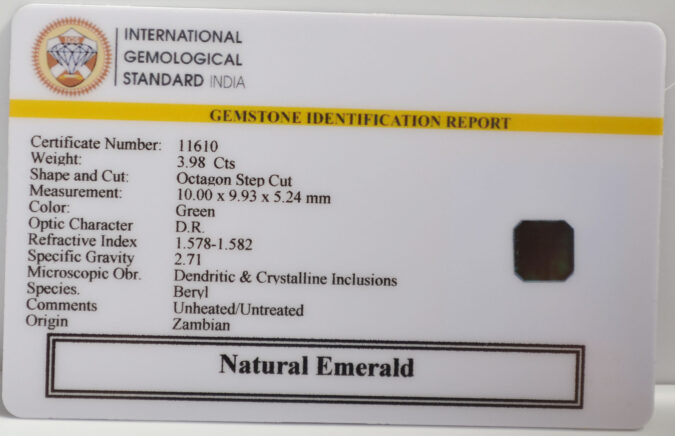 INTERNATIONAL
GEMOLOGICAL
STANDARD INDIA
GEMSTONE IDENTIFICATION REPORT
Certificate Number: 11610
Weight: 3.98 Cts
Shape and Cut: Octagon Step Cut
Measurement: 10.00 x 9.93 x 5.24 mm
Color: Green
Optic Character D.R.
Refractive Index 1.578-1.582
Specific Gravity 2.71
Microscopic Obr. Dendritic & Crystalline Inclusions
Species. Beryl
Comments Unheated/Untreated
Origin Zambian
Natural Emerald